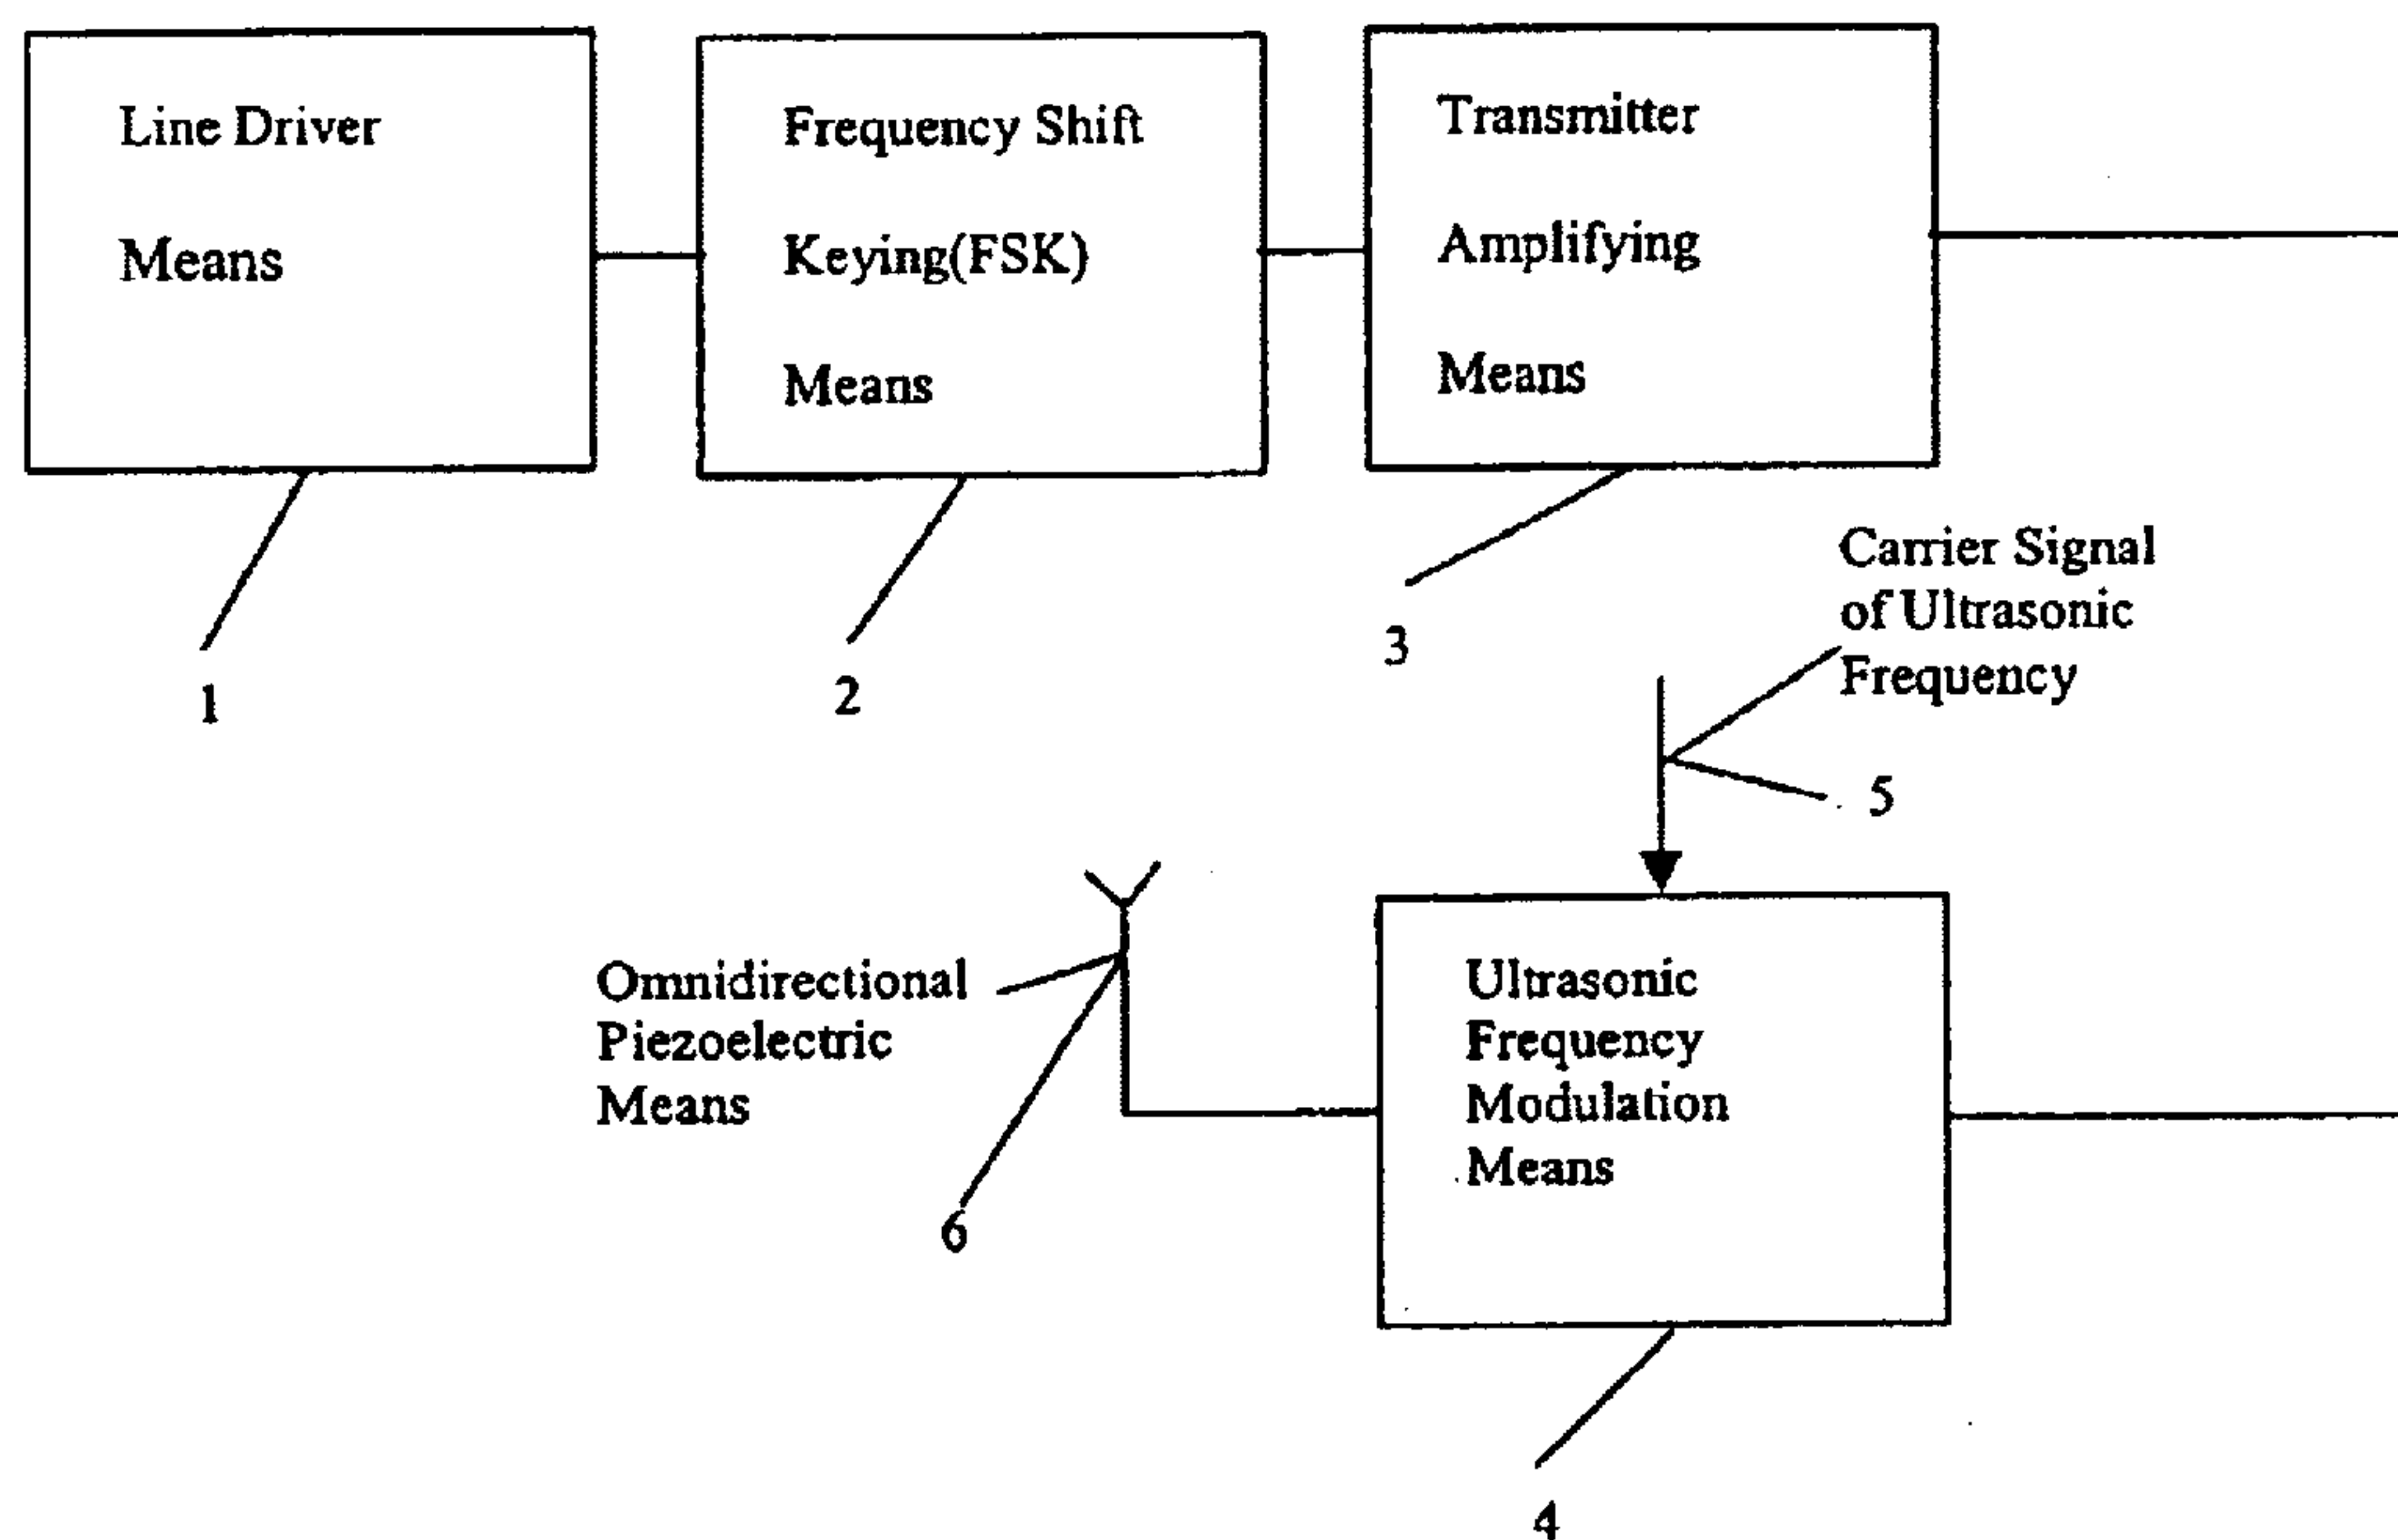 Line Driver
Means
Frequency Shift
Keying(FSK)
Means
Transmitter
Amplifying
Means
1
2
3
Carrier Signal
of Ultrasonic
Frequency
5
Omnidirectional
Piezoelectric
Means
6
Ultrasonic
Frequency
Modulation
Means
4